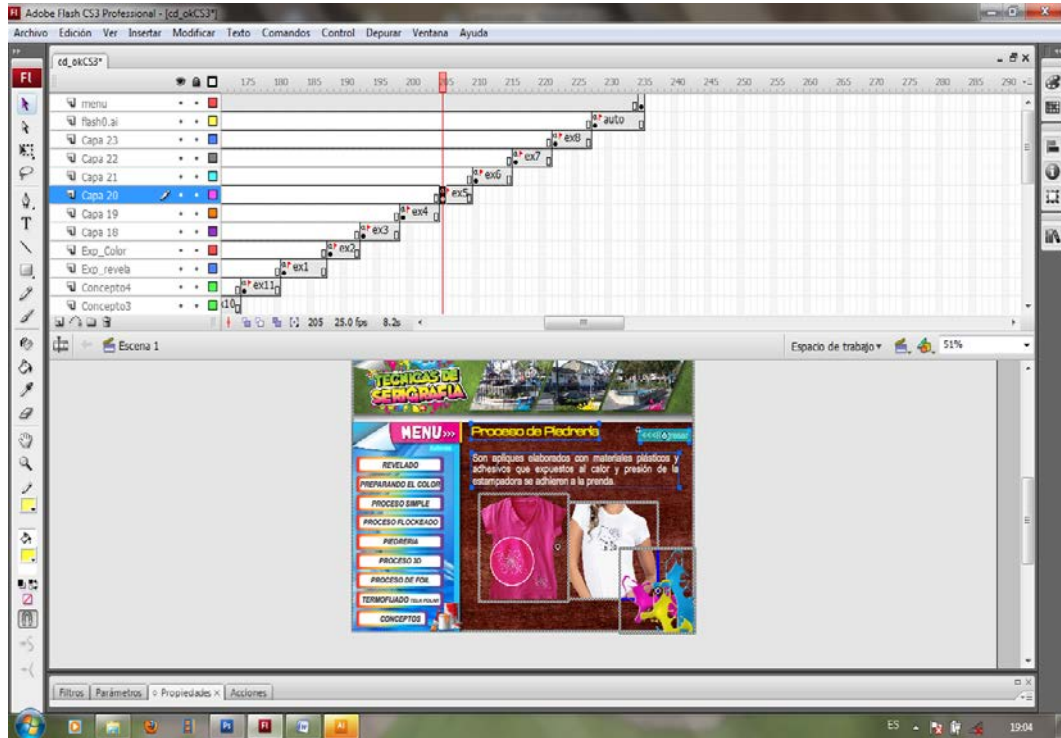 Adobe Flash CS3 Professional - [cd_okCS3*]
Archivo Edición Ver Insertar Modificar Texto Comandos Control Depurar Ventana Ayuda
cd_okCS3*
175 180 185 190 195 200 205 210 215 220 225 230 235 240 245 250 255 260 265 270 275 280 285 290
menu
flash0.ai auto
Capa 23 ex8
Capa 22 ex7
Capa 21 ex6
Capa 20 ex5
Capa 19 ex4
Capa 18 ex3
Exp_Color ex2
Exp_revela ex1
Concepto4 ex11
Concepto3
205 25.0 fps 8.2s
Escena 1
Espacio de trabajo 51%
TECNICAS DE
SERIGRAFIA
MENU»»
Proceso de Piedrería
Son apliques elaborados con materiales plásticos y
adhesivos que expuestos al calor y presión de la
estampadora se adhieren a la prenda.
REVELADO
PREPARANDO EL COLOR
PROCESO SIMPLE
PROCESO FLOCKEADO
PIEDRERIA
PROCESO 3D
PROCESO DE FOIL
TERMOFIJADO
CONCEPTOS
Filtros Parámetros Propiedades Acciones
ES 19:04